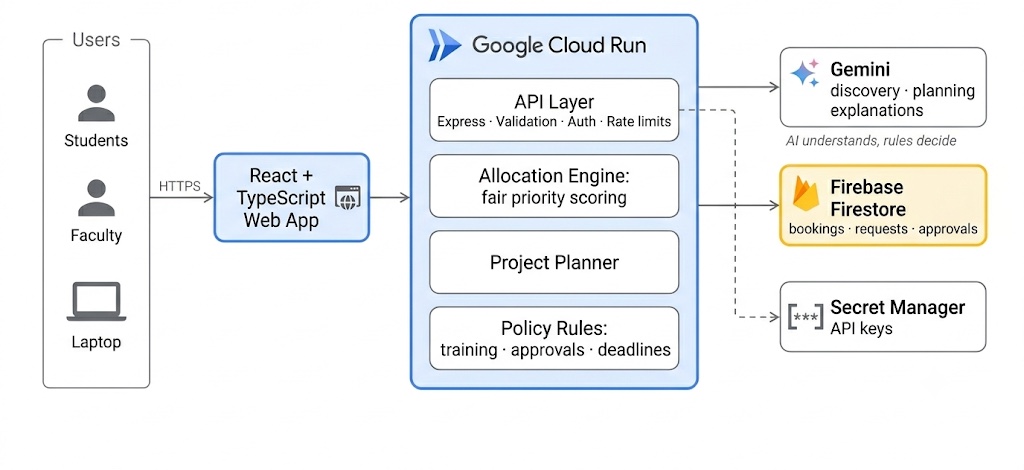 Users
Students
Faculty
Laptop
HTTPS
React +
TypeScript
Web App
Google Cloud Run
API Layer
Express · Validation · Auth · Rate limits
Allocation Engine:
fair priority scoring
Project Planner
Policy Rules:
training · approvals · deadlines
Gemini
discovery · planning
explanations
AI understands, rules decide
Firebase
Firestore
bookings · requests · approvals
[***]
Secret Manager
API keys